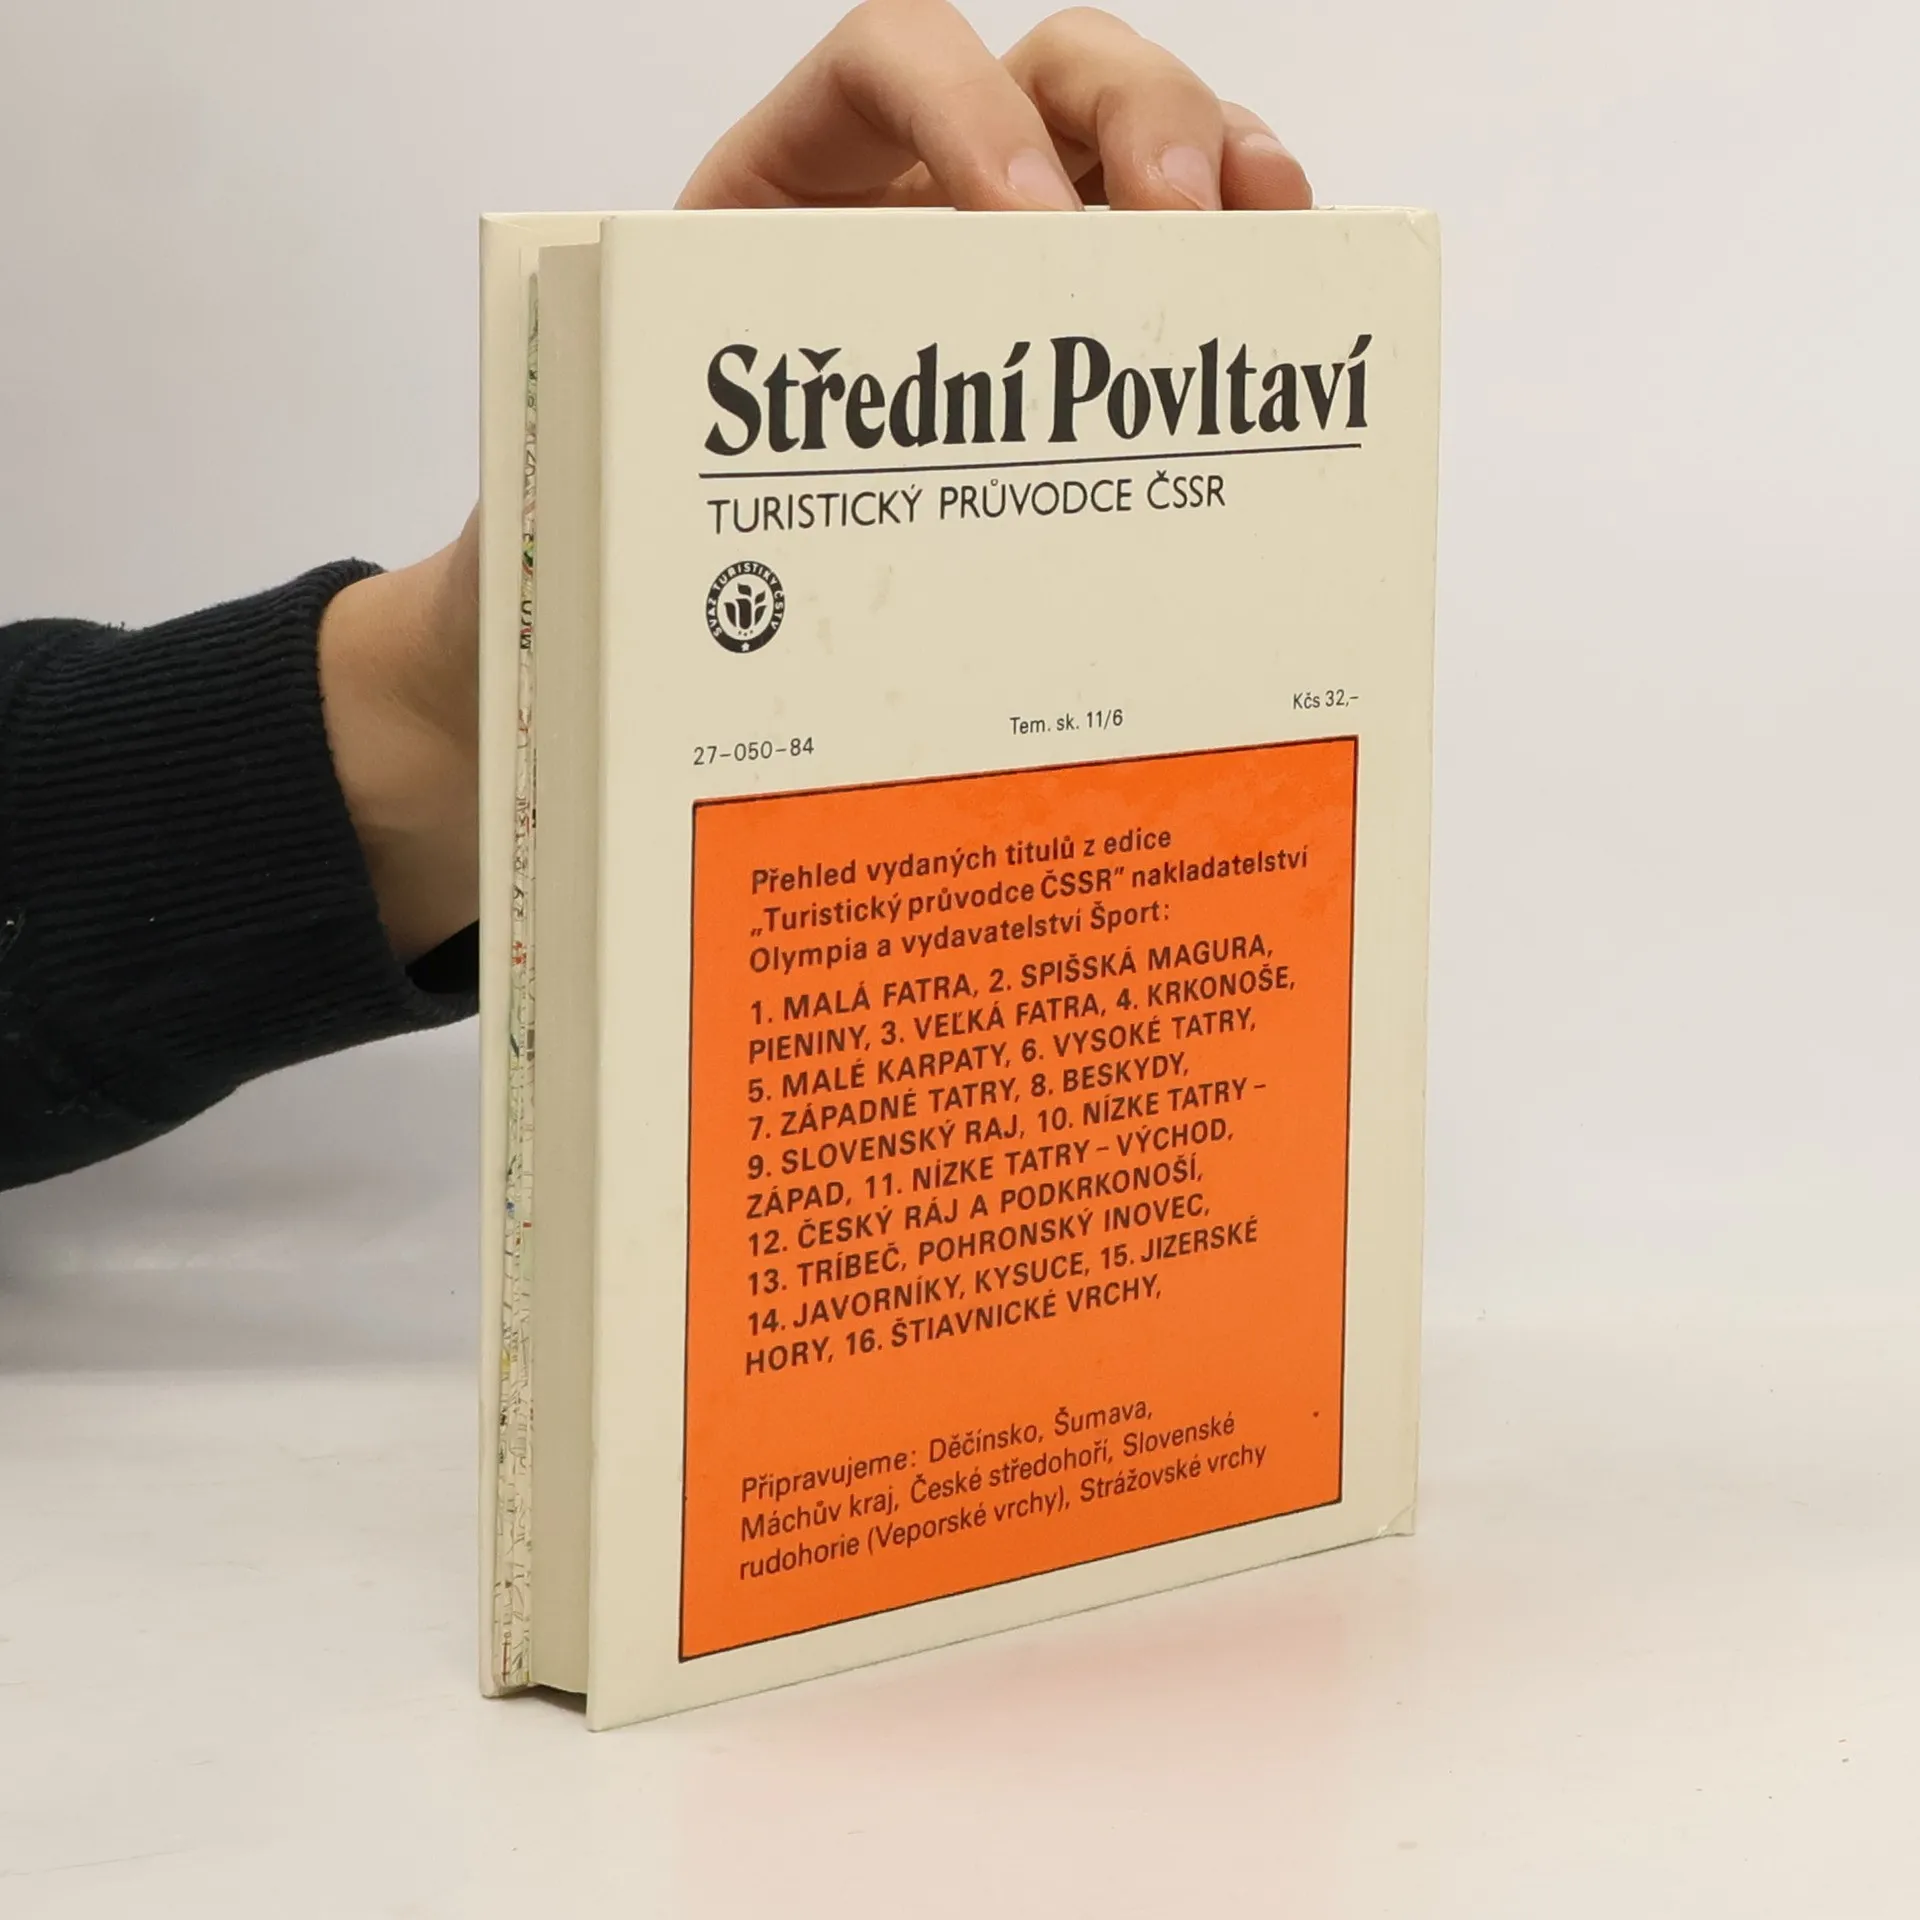 Střední Povltaví
TURISTICKÝ PRŮVODCE ČSSR
SVAZ TURISTIKY ČSTV
27–050–84
Tem. sk. 11/6
Kčs 32,–
Přehled vydaných titulů z edice
„Turistický průvodce ČSSR” nakladatelství
Olympia a vydavatelství Šport:
1. MALÁ FATRA, 2. SPIŠSKÁ MAGURA,
PIENINY, 3. VEĽKÁ FATRA, 4. KRKONOŠE,
5. MALÉ KARPATY, 6. VYSOKÉ TATRY,
7. ZÁPADNÉ TATRY, 8. BESKYDY,
9. SLOVENSKÝ RAJ, 10. NÍZKE TATRY –
ZÁPAD, 11. NÍZKE TATRY – VÝCHOD,
12. ČESKÝ RÁJ A PODKRKONOŠÍ,
13. TRÍBEČ, POHRONSKÝ INOVEC,
14. JAVORNÍKY, KYSUCE, 15. JIZERSKÉ
HORY, 16. ŠTIAVNICKÉ VRCHY,
Připravujeme: Děčínsko, Šumava,
Máchův kraj, České středohoří, Slovenské
rudohorie (Veporské vrchy), Strážovské vrchy